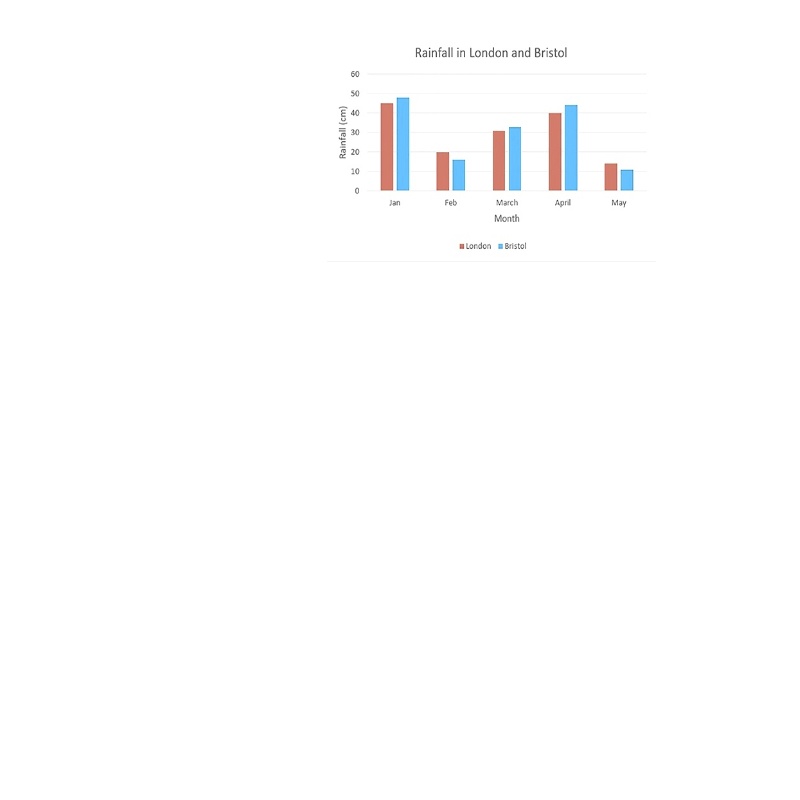 Rainfall in London and Bristol
60
50
40
30
20
10
0
Rainfall (cm)
Jan Feb March April May
Month
London Bristol